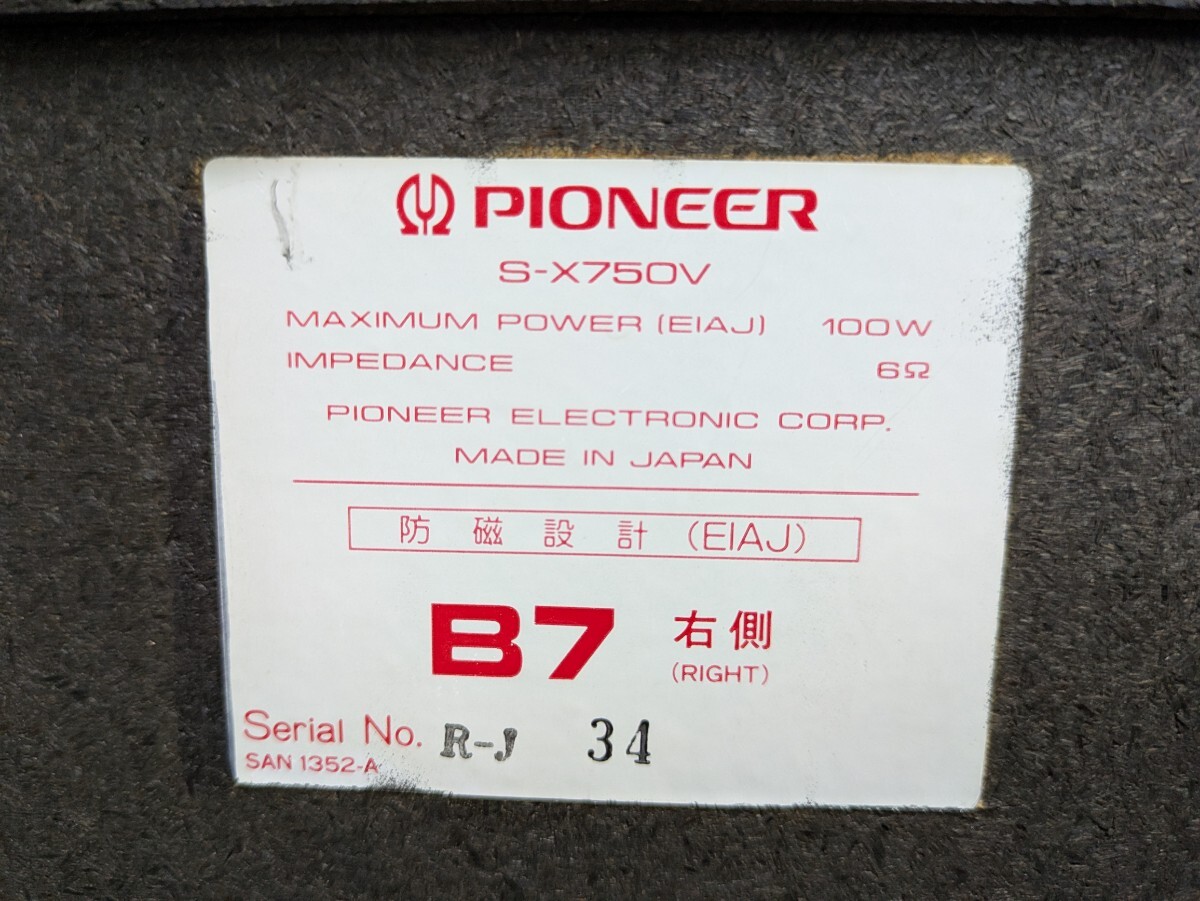 PIONEER
S-X750V
MAXIMUM POWER (EIAJ) 100W
IMPEDANCE 6Ω
PIONEER ELECTRONIC CORP.
MADE IN JAPAN
防磁設計 (EIAJ)
B7 右側
(RIGHT)
Serial No. R-J 34
SAN 1352-A